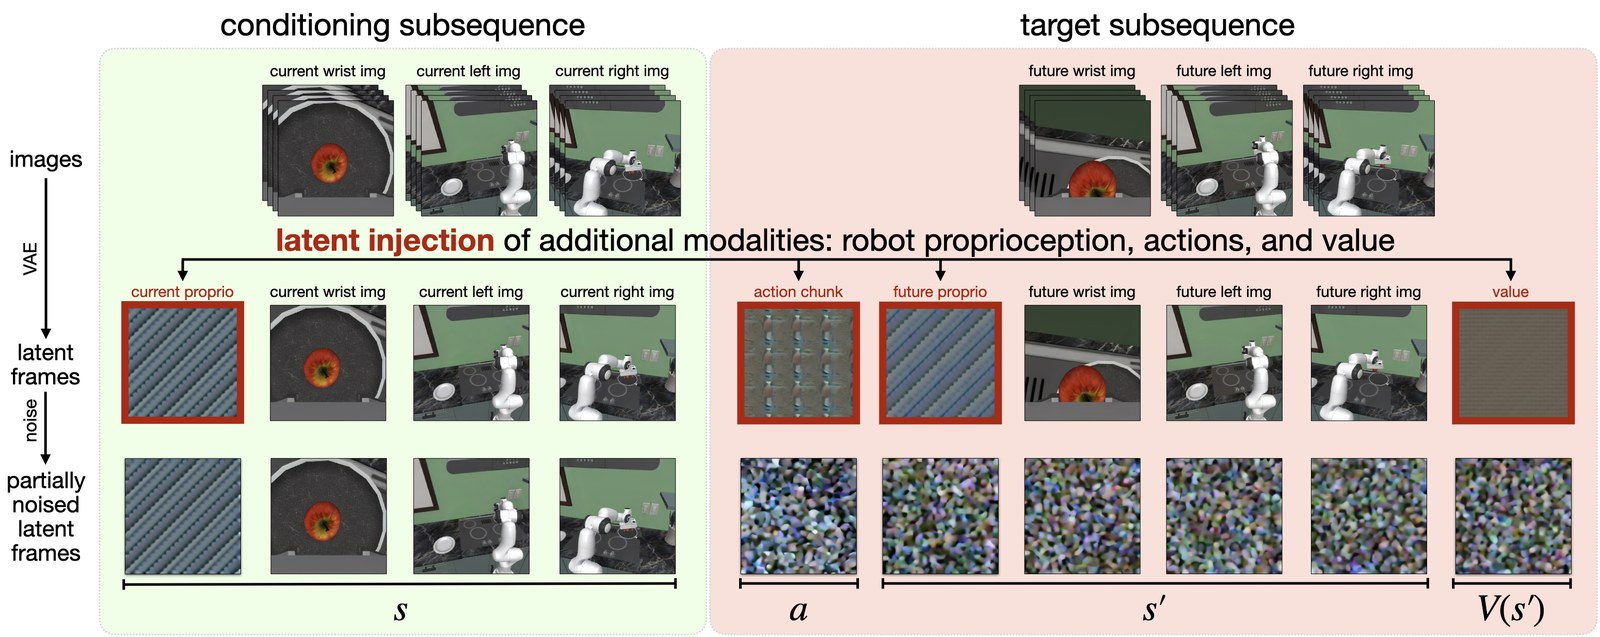 conditioning subsequence
target subsequence
current wrist img
current left img
current right img
future wrist img
future left img
future right img
images
VAE
latent injection of additional modalities: robot proprioception, actions, and value
current proprio
current wrist img
current left img
current right img
action chunk
future proprio
future wrist img
future left img
future right img
value
latent
frames
noise
partially
noised
latent
frames
s
a
s′
V(s′)